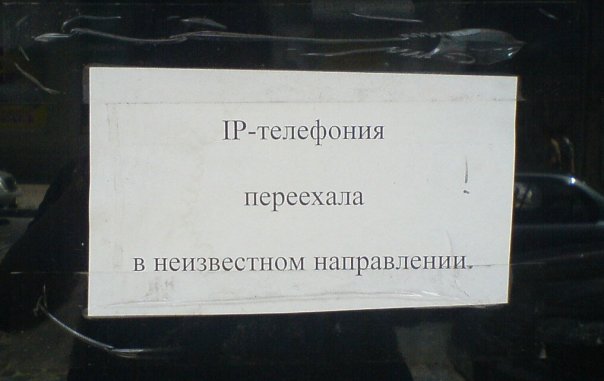 IP-телефония
переехала
в неизвестном направлении.